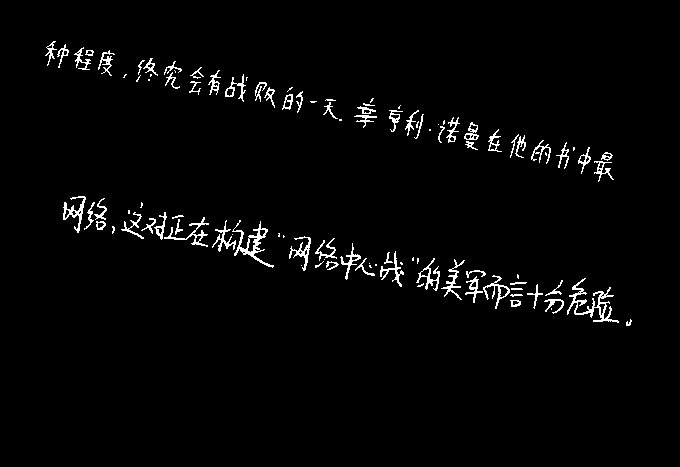 种程度，终究会有战败的一天。辜亨利·诺曼在他的书中最
网络，这对正在构建“网络中心战”的美军而言十分危险。